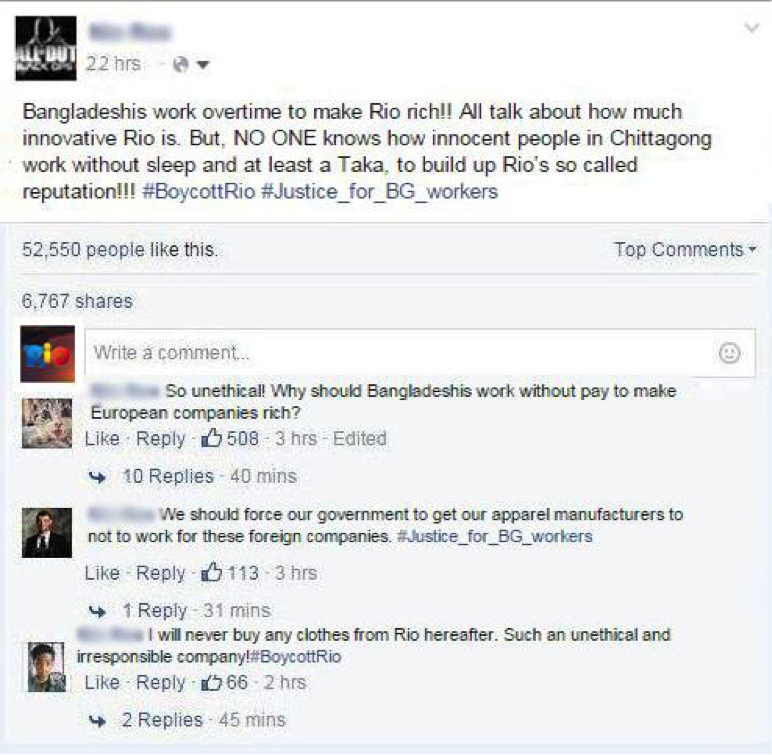 ALL OUT
22 hrs ·
Bangladeshis work overtime to make Rio rich!! All talk about how much
innovative Rio is. But, NO ONE knows how innocent people in Chittagong
work without sleep and at least a Taka, to build up Rio's so called
reputation!!! #BoycottRio #Justice_for_BG_workers
52,550 people like this.
Top Comments
6,767 shares
Rio
Write a comment...
So unethical! Why should Bangladeshis work without pay to make
European companies rich?
Like · Reply · 508 · 3 hrs · Edited
10 Replies · 40 mins
We should force our government to get our apparel manufacturers to
not to work for these foreign companies. #Justice_for_BG_workers
Like · Reply · 113 · 3 hrs
1 Reply · 31 mins
I will never buy any clothes from Rio hereafter. Such an unethical and
irresponsible company!#BoycottRio
Like · Reply · 66 · 2 hrs
2 Replies · 45 mins